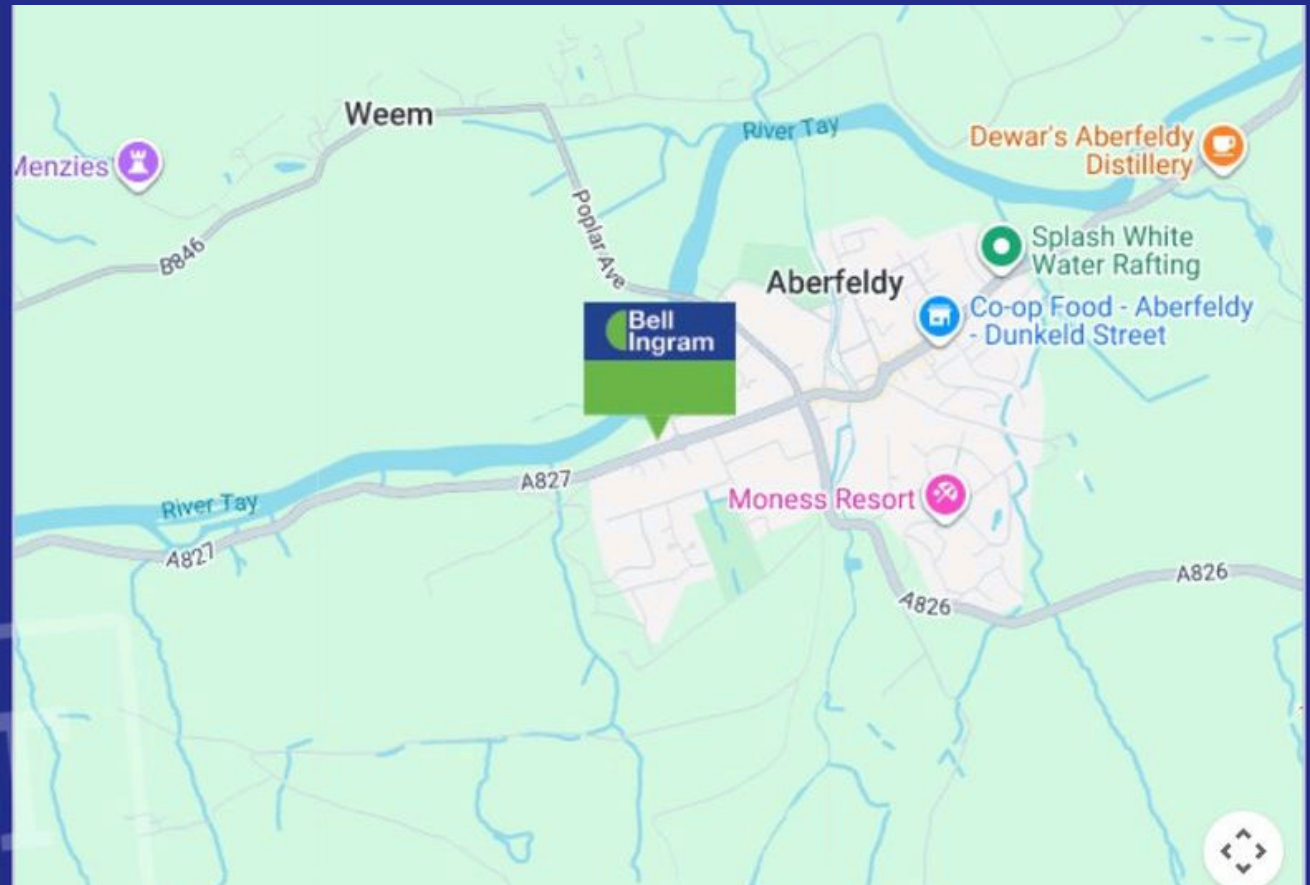 Weem
River Tay
Dewar's Aberfeldy
Distillery
Menzies
Poplar Ave
Splash White
Water Rafting
B846
Aberfeldy
Co-op Food - Aberfeldy
- Dunkeld Street
Bell
Ingram
A827
Moness Resort
River Tay
A827
A826
A826